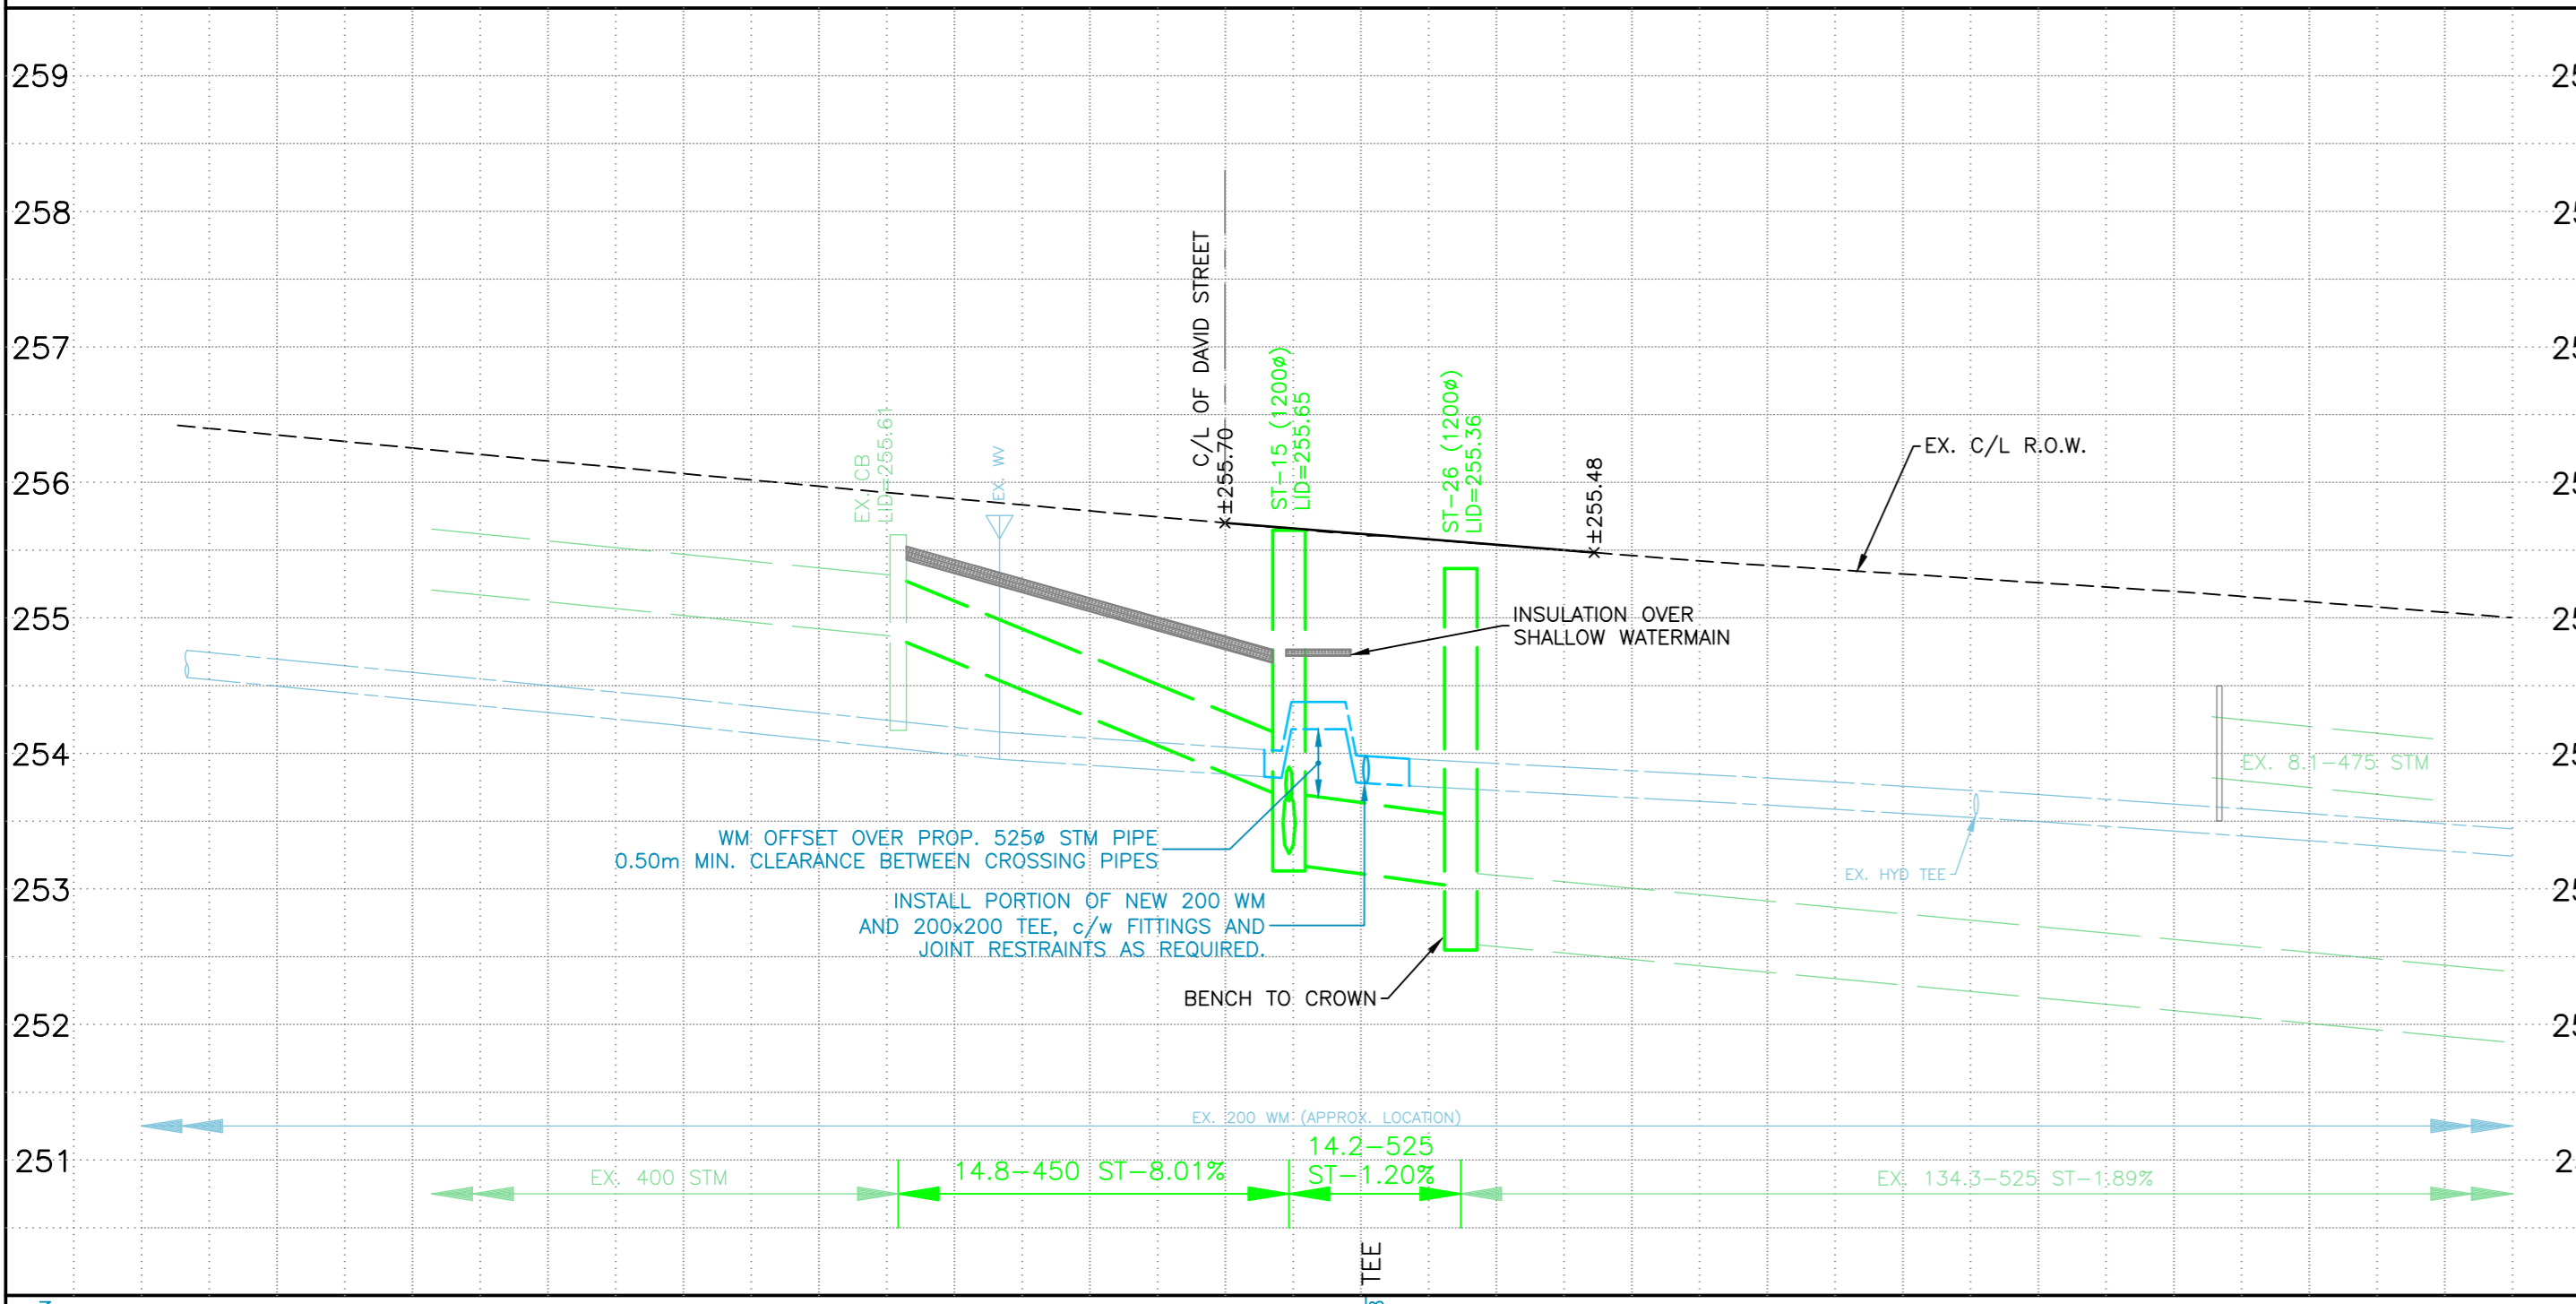 259
258
257
256
255
254
253
252
251
C/L OF DAVID STREET
±255.70
ST-15 (1200ø)
LID=255.65
ST-26 (1200ø)
LID=255.36
±255.48
EX. C/L R.O.W.
EX. CB
LID=255.61
EX. WV
INSULATION OVER
SHALLOW WATERMAIN
EX. 8.1-475 STM
WM OFFSET OVER PROP. 525ø STM PIPE
0.50m MIN. CLEARANCE BETWEEN CROSSING PIPES
EX. HYD TEE
INSTALL PORTION OF NEW 200 WM
AND 200x200 TEE, c/w FITTINGS AND
JOINT RESTRAINTS AS REQUIRED.
BENCH TO CROWN
EX. 200 WM (APPROX. LOCATION)
EX. 400 STM
14.8-450 ST-8.01%
14.2-525
ST-1.20%
EX. 134.3-525 ST-1.89%
TEE